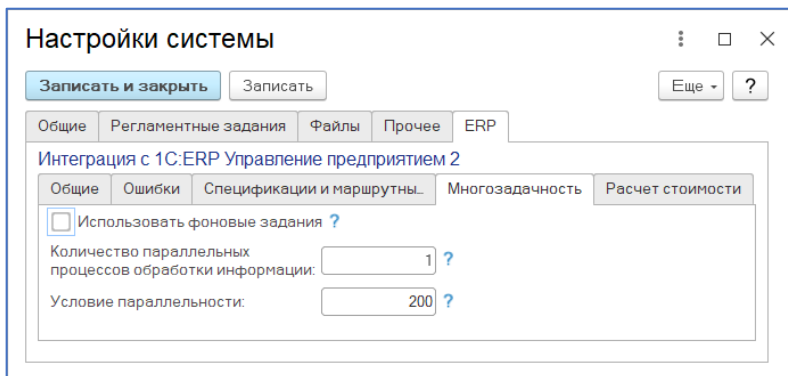 Настройки системы
Записать и закрыть Записать Еще ?
Общие Регламентные задания Файлы Прочее ERP
Интеграция с 1С:ERP Управление предприятием 2
Общие Ошибки Спецификации и маршрутны... Многозадачность Расчет стоимости
Использовать фоновые задания ?
Количество параллельных
процессов обработки информации: 1 ?
Условие параллельности: 200 ?